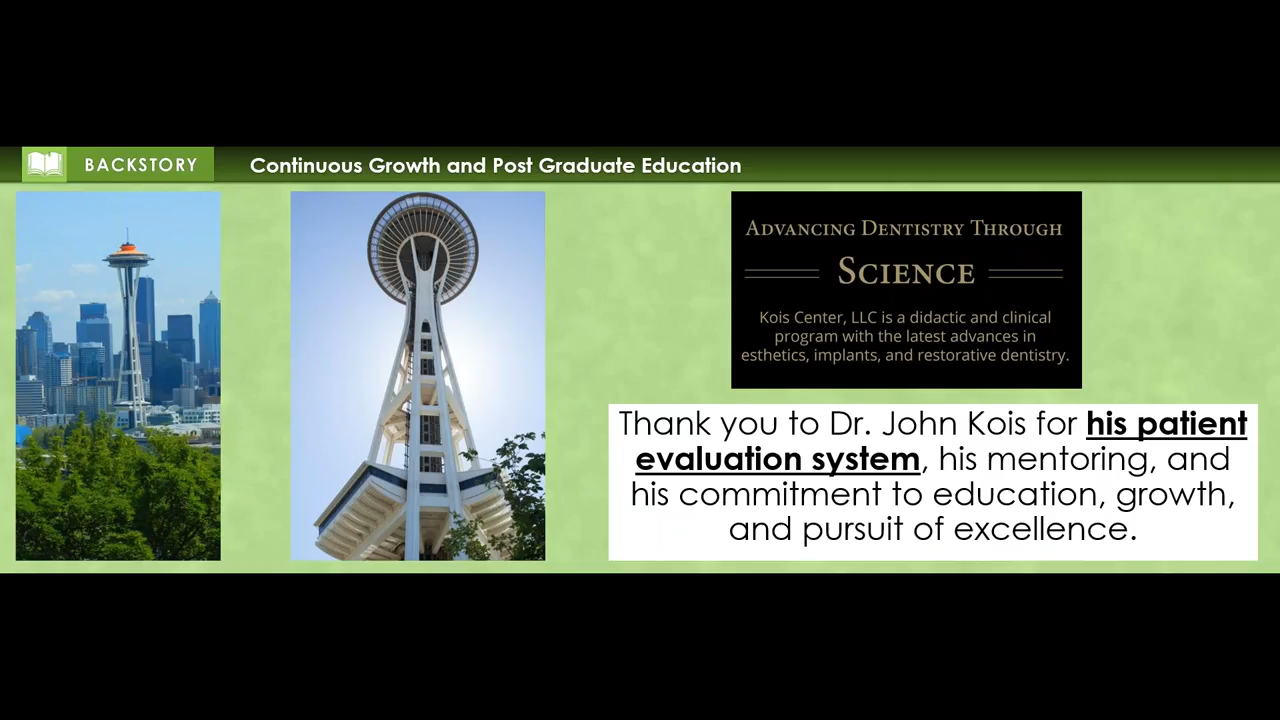 BACKSTORY
Continuous Growth and Post Graduate Education
Advancing Dentistry Through
Science
Kois Center, LLC is a didactic and clinical
program with the latest advances in
esthetics, implants, and restorative dentistry.
Thank you to Dr. John Kois for his patient
evaluation system, his mentoring, and
his commitment to education, growth,
and pursuit of excellence.